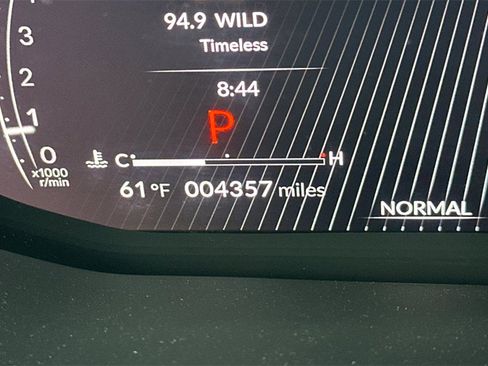 94.9 WILD
Timeless
8:44
P
3
2
1
0
x1000
r/min
C H
61 °F 004357 miles
NORMAL